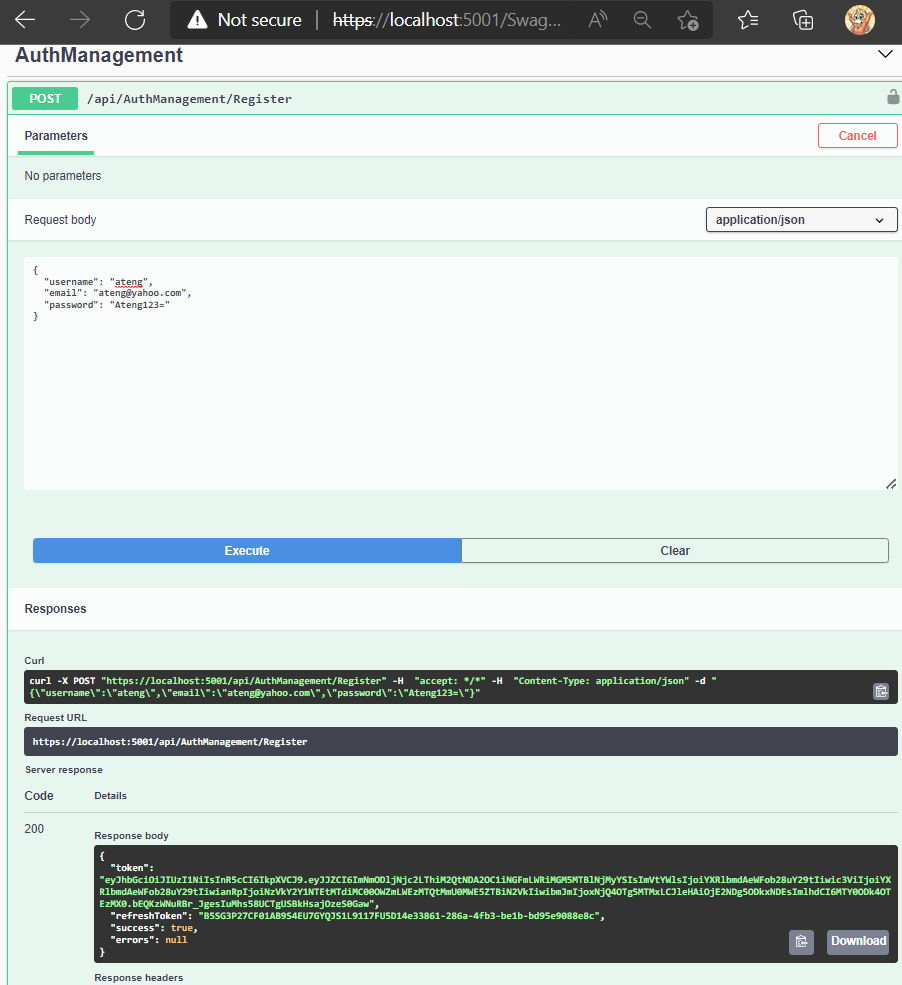 Not secure | https://localhost:5001/Swag...
AuthManagement
POST /api/AuthManagement/Register
Parameters
Cancel
No parameters
Request body
application/json
{
"username": "ateng",
"email": "ateng@yahoo.com",
"password": "Ateng123="
}
Execute
Clear
Responses
Curl
curl -X POST "https://localhost:5001/api/AuthManagement/Register" -H "accept: */*" -H "Content-Type: application/json" -d "
{\"username\":\"ateng\",\"email\":\"ateng@yahoo.com\",\"password\":\"Ateng123=\"}"
Request URL
https://localhost:5001/api/AuthManagement/Register
Server response
Code Details
200
Response body
{
"token":
"refreshToken": "B5SG3P27CF01AB9S4EU7GYQJS1L9117FU5D14e33861-286a-4fb3-be1b-bd95e9088e8c",
"success": true,
"errors": null
}
Download
Response headers